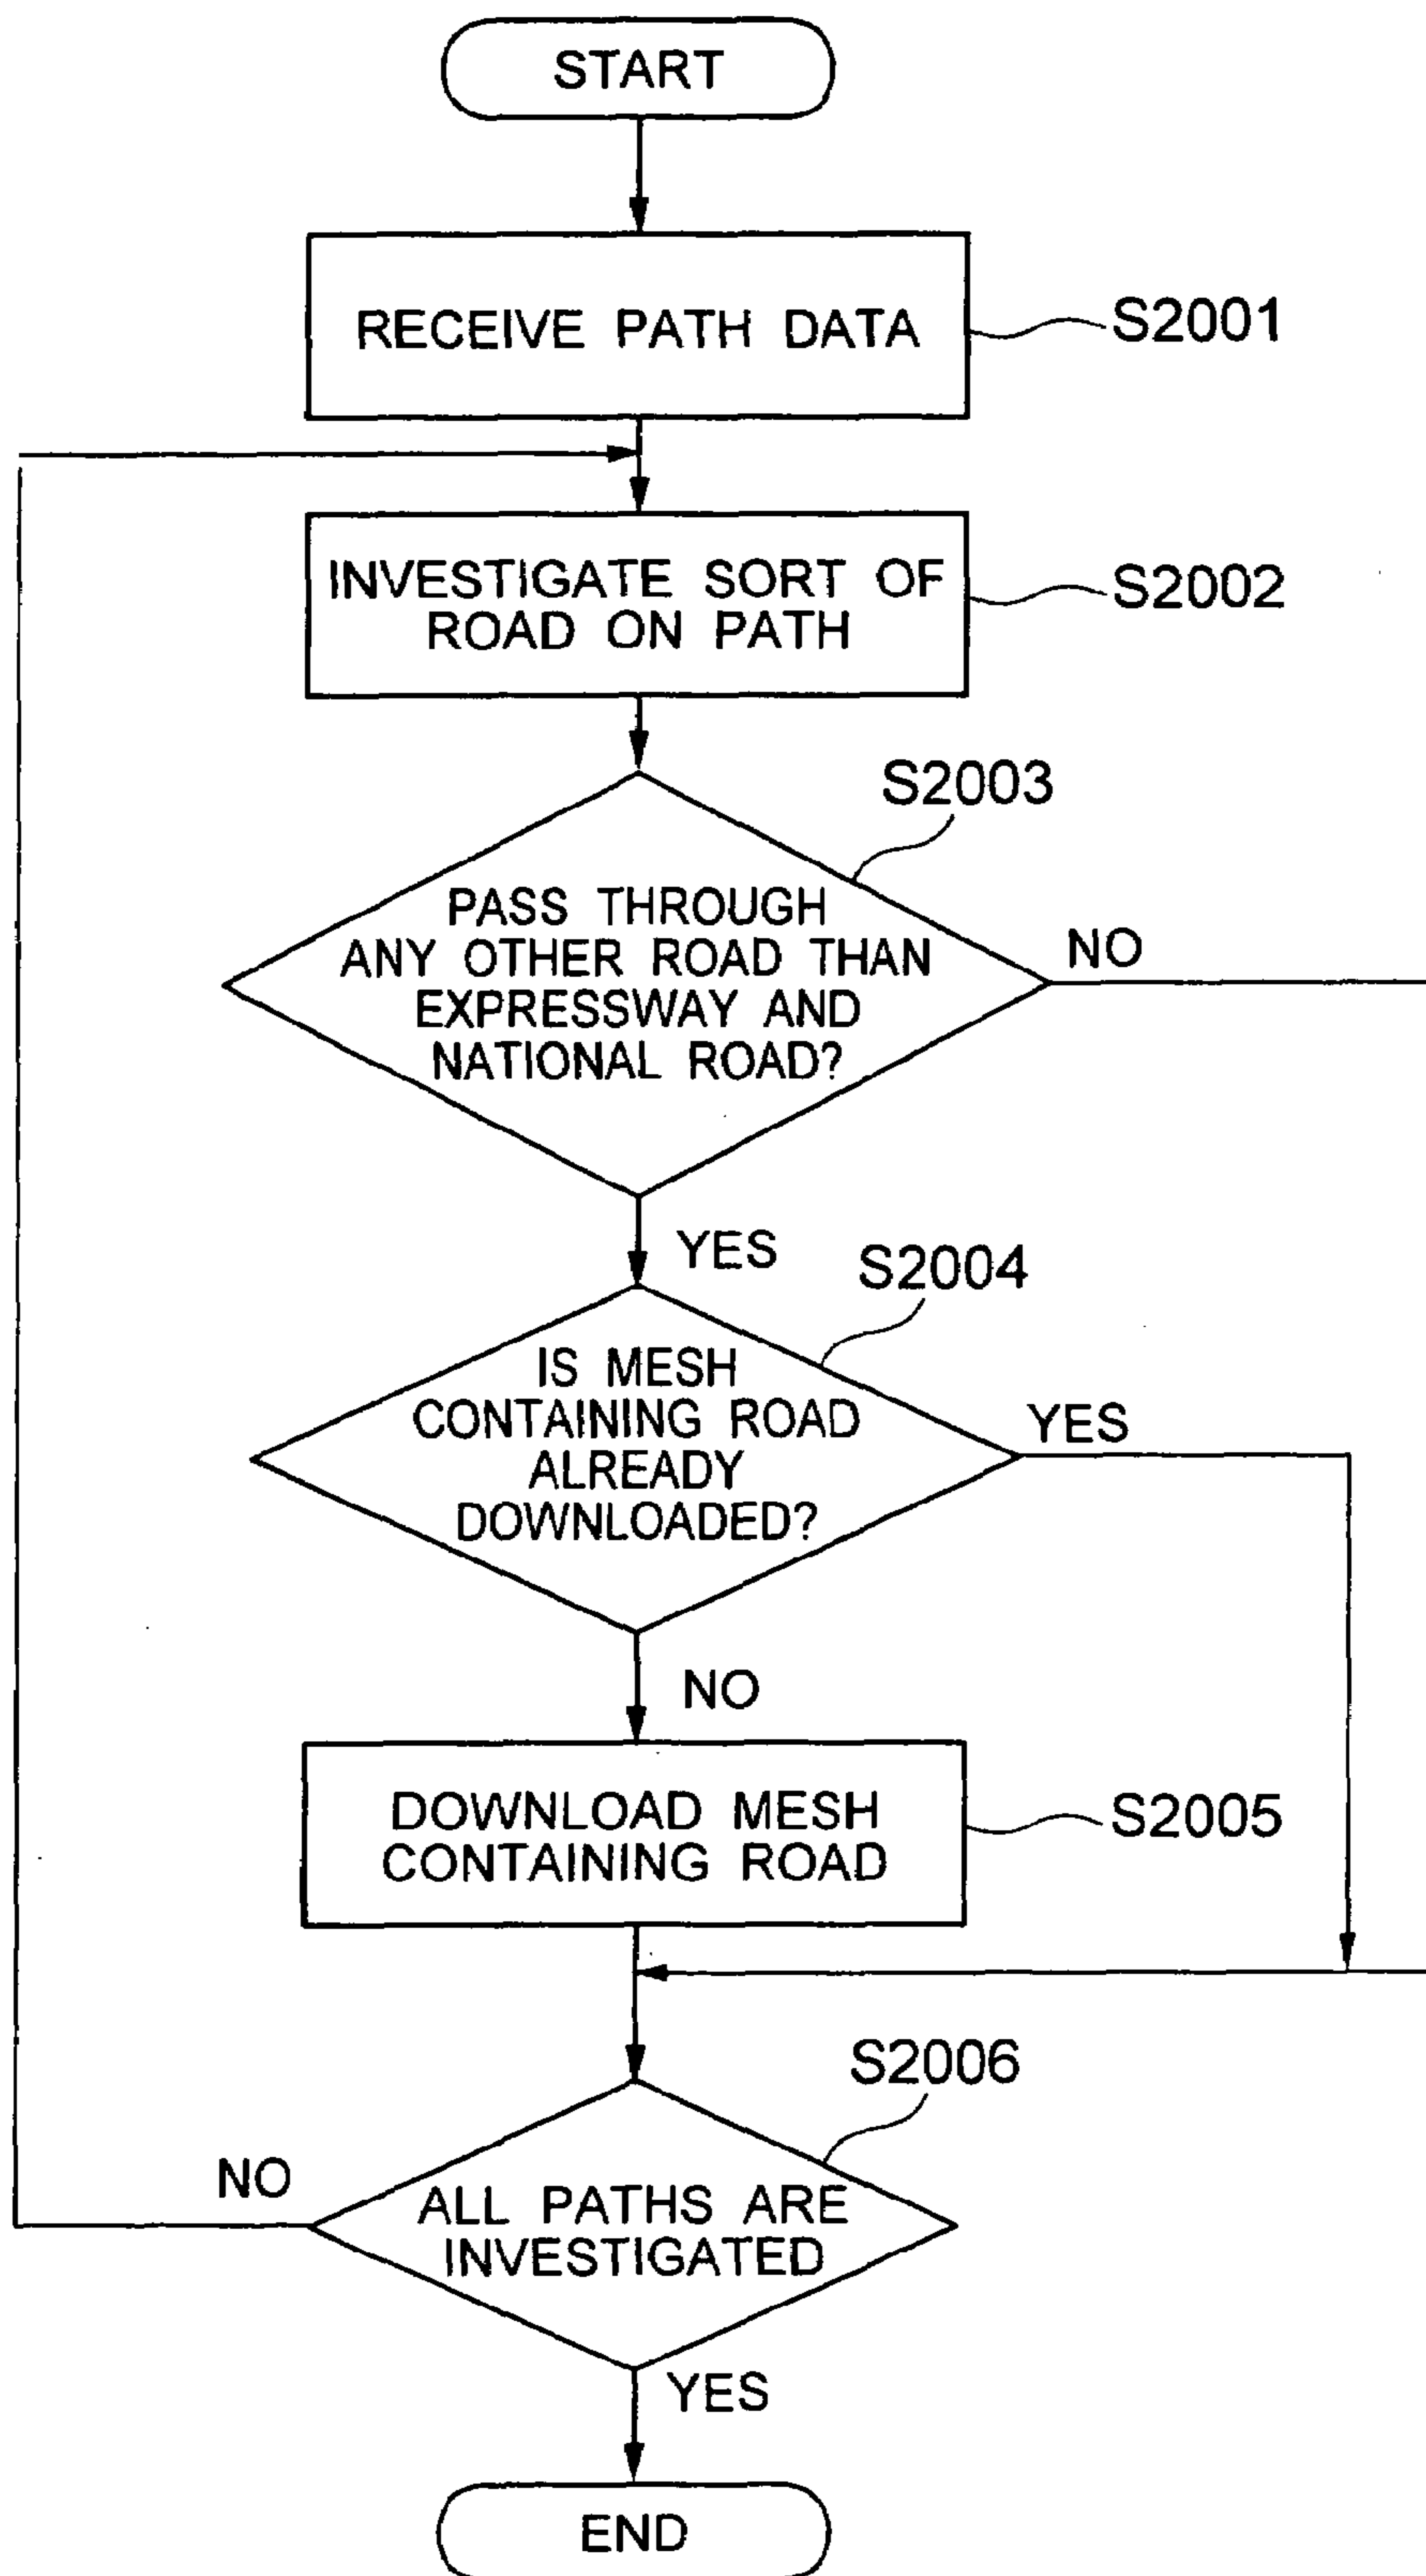 START
RECEIVE PATH DATA
S2001
INVESTIGATE SORT OF
ROAD ON PATH
S2002
S2003
PASS THROUGH
ANY OTHER ROAD THAN
EXPRESSWAY AND
NATIONAL ROAD?
NO
YES
S2004
IS MESH
CONTAINING ROAD
ALREADY
DOWNLOADED?
YES
NO
DOWNLOAD MESH
CONTAINING ROAD
S2005
S2006
NO
ALL PATHS ARE
INVESTIGATED
YES
END